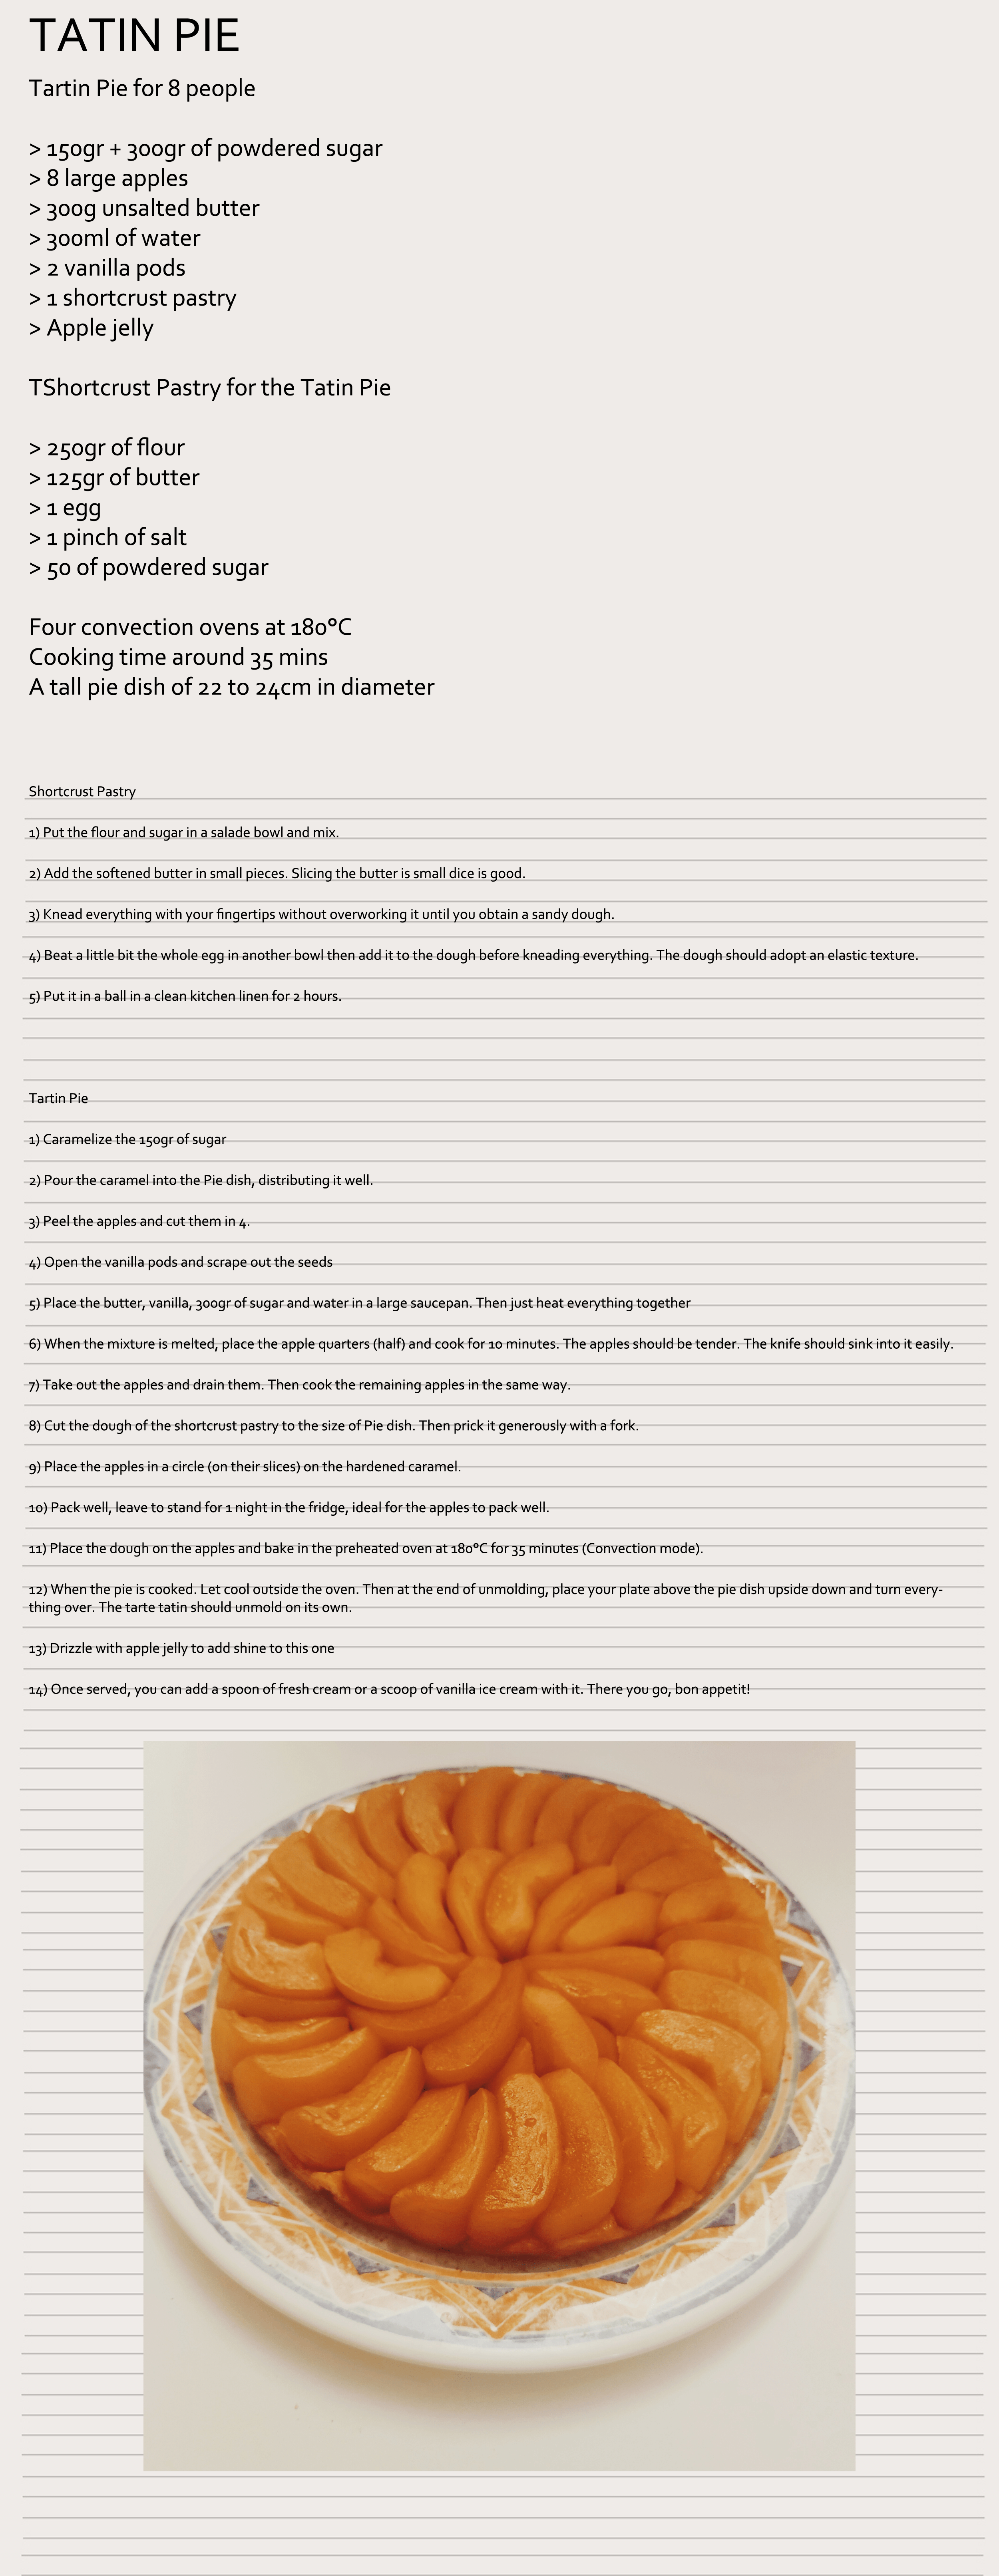 TATIN PIE
Tartin Pie for 8 people
> 150gr + 300gr of powdered sugar
> 8 large apples
> 300g unsalted butter
> 300ml of water
> 2 vanilla pods
> 1 shortcrust pastry
> Apple jelly
TShortcrust Pastry for the Tatin Pie
> 250gr of flour
> 125gr of butter
> 1 egg
> 1 pinch of salt
> 50 of powdered sugar
Four convection ovens at 180°C
Cooking time around 35 mins
A tall pie dish of 22 to 24cm in diameter
Shortcrust Pastry
1) Put the flour and sugar in a salade bowl and mix.
2) Add the softened butter in small pieces. Slicing the butter is small dice is good.
3) Knead everything with your fingertips without overworking it until you obtain a sandy dough.
4) Beat a little bit the whole egg in another bowl then add it to the dough before kneading everything. The dough should adopt an elastic texture.
5) Put it in a ball in a clean kitchen linen for 2 hours.
Tartin Pie
1) Caramelize the 150gr of sugar
2) Pour the caramel into the Pie dish, distributing it well.
3) Peel the apples and cut them in 4.
4) Open the vanilla pods and scrape out the seeds
5) Place the butter, vanilla, 300gr of sugar and water in a large saucepan. Then just heat everything together
6) When the mixture is melted, place the apple quarters (half) and cook for 10 minutes. The apples should be tender. The knife should sink into it easily.
7) Take out the apples and drain them. Then cook the remaining apples in the same way.
8) Cut the dough of the shortcrust pastry to the size of Pie dish. Then prick it generously with a fork.
9) Place the apples in a circle (on their slices) on the hardened caramel.
10) Pack well, leave to stand for 1 night in the fridge, ideal for the apples to pack well.
11) Place the dough on the apples and bake in the preheated oven at 180°C for 35 minutes (Convection mode).
12) When the pie is cooked. Let cool outside the oven. Then at the end of unmolding, place your plate above the pie dish upside down and turn every-
thing over. The tarte tatin should unmold on its own.
13) Drizzle with apple jelly to add shine to this one
14) Once served, you can add a spoon of fresh cream or a scoop of vanilla ice cream with it. There you go, bon appetit!